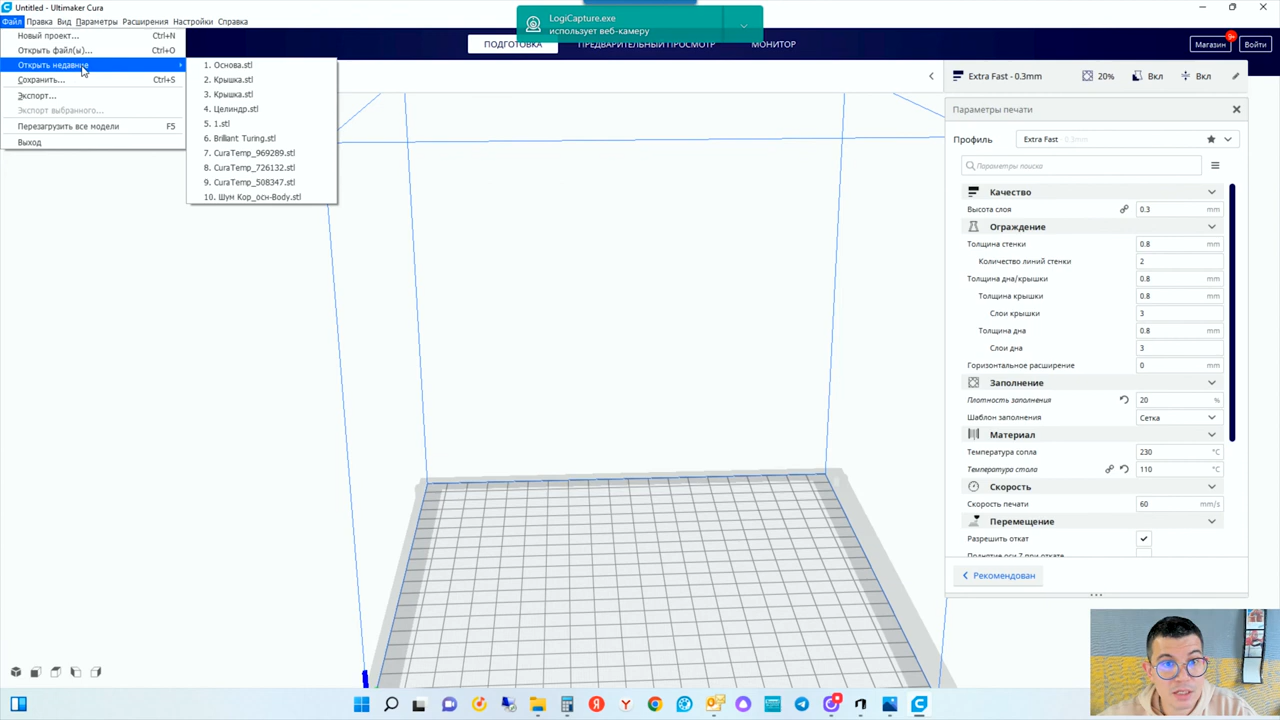 Untitled - Ultimaker Cura
Файл Правка Вид Параметры Расширения Настройки Справка
LogiCapture.exe
использует веб-камеру
ПОДГОТОВКА ПРЕДВАРИТЕЛЬНЫЙ ПРОСМОТР МОНИТОР
Магазин 9+ Войти
Новый проект... Ctrl+N
Открыть файл(ы)... Ctrl+O
Открыть недавние
Сохранить... Ctrl+S
Экспорт...
Экспорт выбранного...
Перезагрузить все модели F5
Выход
1. Основа.stl
2. Крышка.stl
3. Крышка.stl
4. Целиндр.stl
5. 1.stl
6. Brilliant Turing.stl
7. CuraTemp_969289.stl
8. CuraTemp_726132.stl
9. CuraTemp_508347.stl
10. Шум Кор_осн-Body.stl
Extra Fast - 0.3mm 20% Вкл Вкл
Параметры печати
Профиль Extra Fast 0.3mm
Параметры поиска
Качество
Высота слоя 0.3 mm
Ограждение
Толщина стенки 0.8 mm
Количество линий стенки 2
Толщина дна/крышки 0.8 mm
Толщина крышки 0.8 mm
Слои крышки 3
Толщина дна 0.8 mm
Слои дна 3
Горизонтальное расширение 0 mm
Заполнение
Плотность заполнения 20 %
Шаблон заполнения Сетка
Материал
Температура сопла 230 °C
Температура стола 110 °C
Скорость
Скорость печати 60 mm/s
Перемещение
Разрешить откат
Поднятие оси Z при откате
Рекомендован